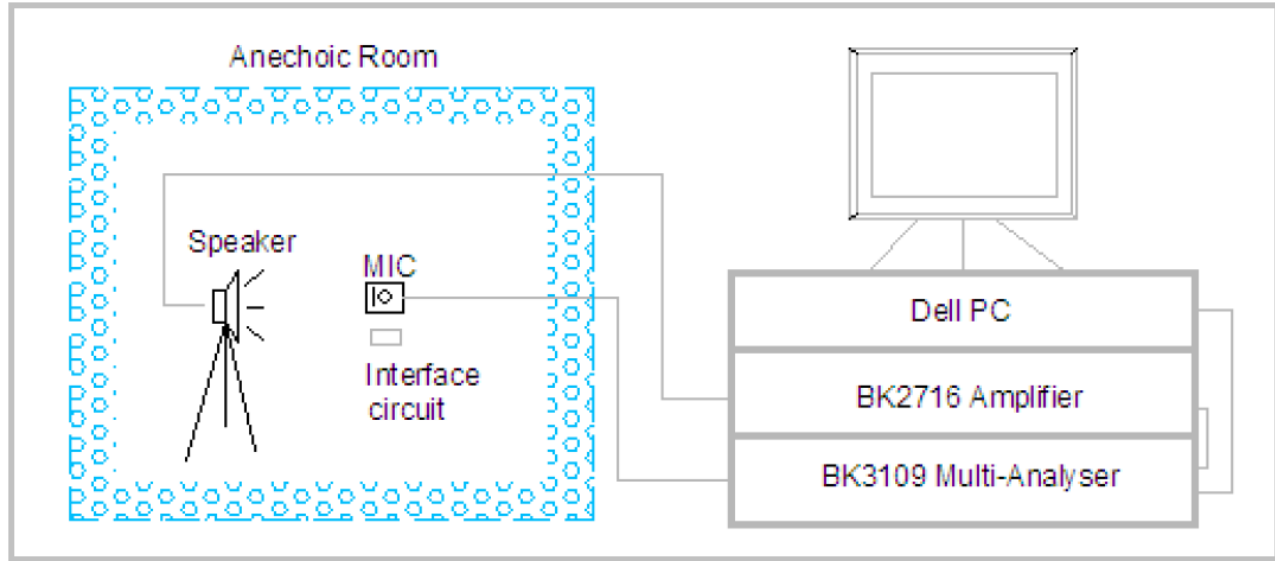 Anechoic Room
Speaker
MIC
Interface
circuit
Dell PC
BK2716 Amplifier
BK3109 Multi-Analyser